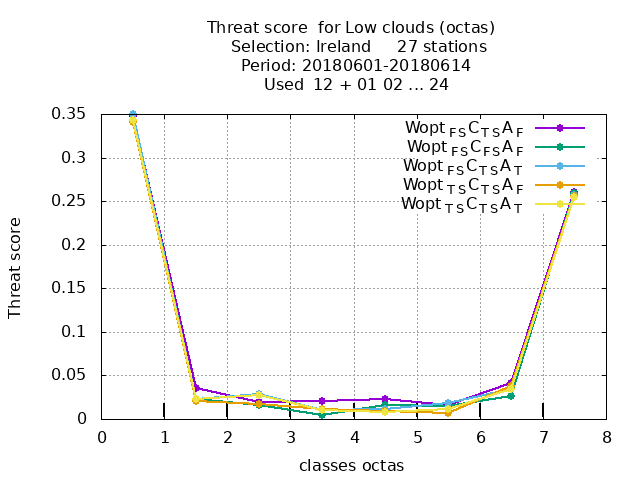 Threat score  for Low clouds (octas)
Selection: Ireland     27 stations
Period: 20180601-20180614
Used  12 + 01 02 ... 24
Wopt FS CTS AF
Wopt FS CFS AF
Wopt FS CTS AT
Wopt TS CTS AF
Wopt TS CTS AT
Threat score
0.35
0.3
0.25
0.2
0.15
0.1
0.05
0
0 1 2 3 4 5 6 7 8
classes octas